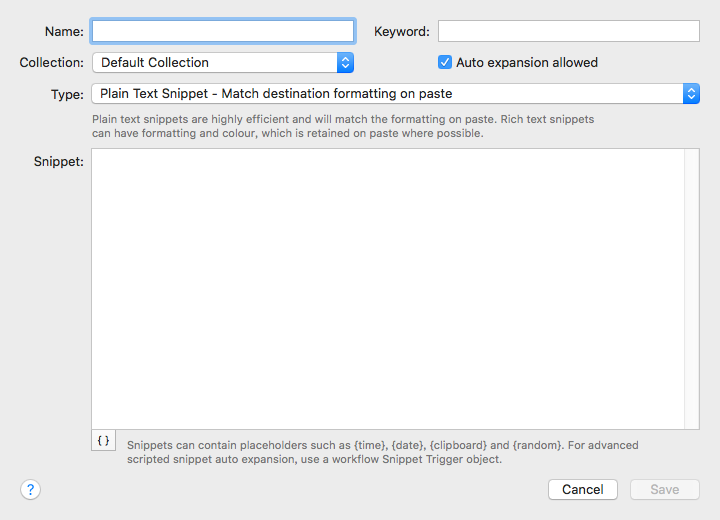 Name:
Keyword:
Collection: Default Collection
Auto expansion allowed
Type: Plain Text Snippet - Match destination formatting on paste
Plain text snippets are highly efficient and will match the formatting on paste. Rich text snippets
can have formatting and colour, which is retained on paste where possible.
Snippet:
{ }
Snippets can contain placeholders such as {time}, {date}, {clipboard} and {random}. For advanced
scripted snippet auto expansion, use a workflow Snippet Trigger object.
?
Cancel
Save